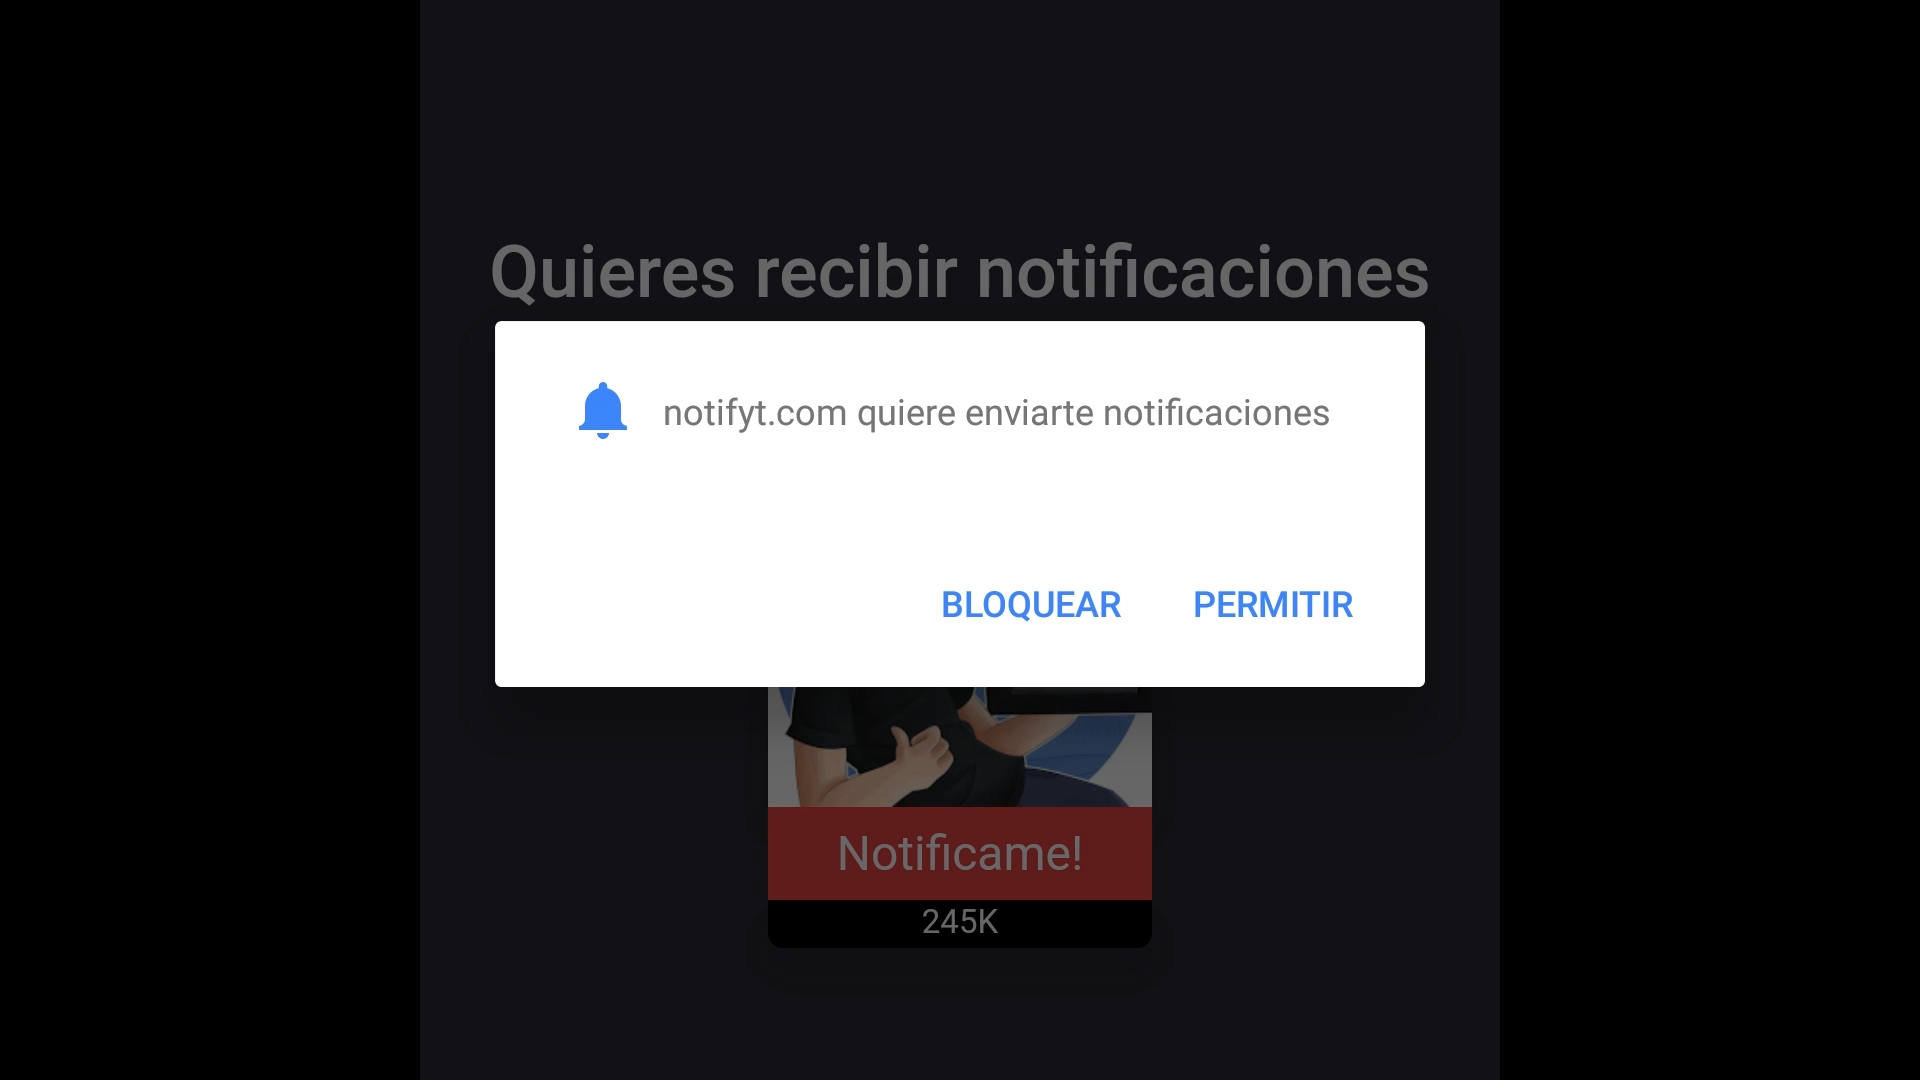 Quieres recibir notificaciones
notifyt.com quiere enviarte notificaciones
BLOQUEAR PERMITIR
Notificame!
245K